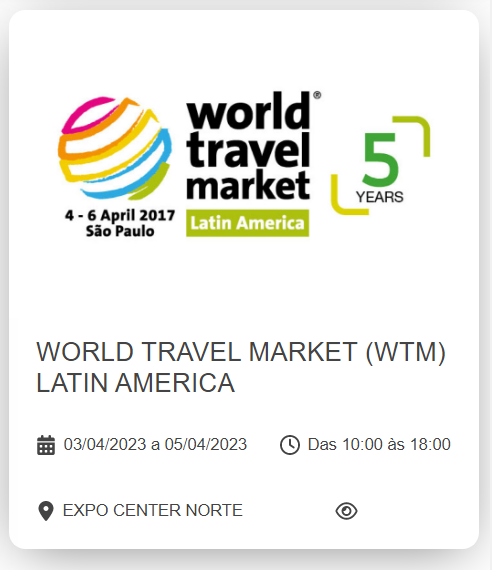 world®
travel
market
Latin America
4 - 6 April 2017
São Paulo
5
YEARS
WORLD TRAVEL MARKET (WTM)
LATIN AMERICA
03/04/2023 a 05/04/2023
Das 10:00 às 18:00
EXPO CENTER NORTE